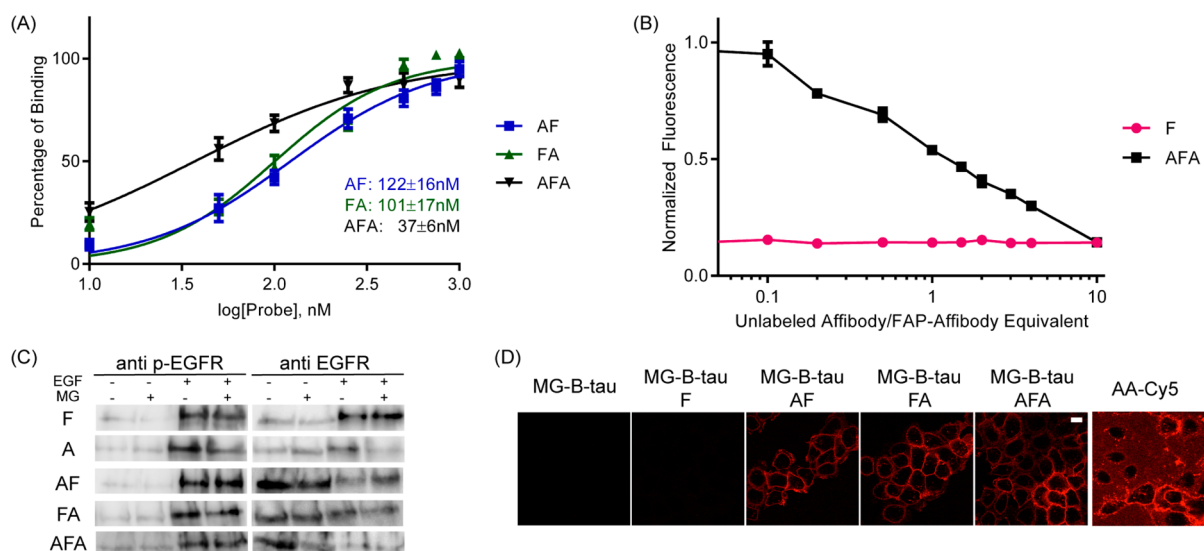 (A)
Percentage of Binding
100
50
0
1.0 1.5 2.0 2.5 3.0
log[Probe], nM
AF: 122±16nM
FA: 101±17nM
AFA: 37±6nM
AF
FA
AFA
(B)
Normalized Fluorescence
1.0
0.5
0.0
0.1 1 10
Unlabeled Affibody/FAP-Affibody Equivalent
F
AFA
(C)
anti p-EGFR anti EGFR
EGF - - + + - - + +
MG - + - + - + - +
F
A
AF
FA
AFA
(D)
MG-B-tau
MG-B-tau
F
MG-B-tau
AF
MG-B-tau
FA
MG-B-tau
AFA
AA-Cy5